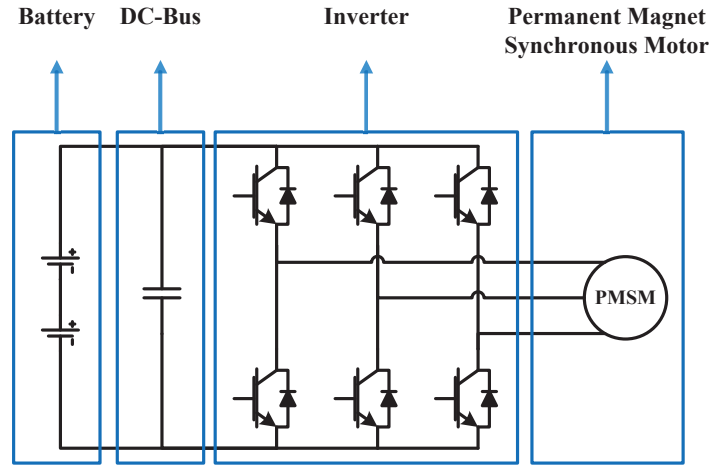 Battery
DC-Bus
Inverter
Permanent Magnet
Synchronous Motor
PMSM